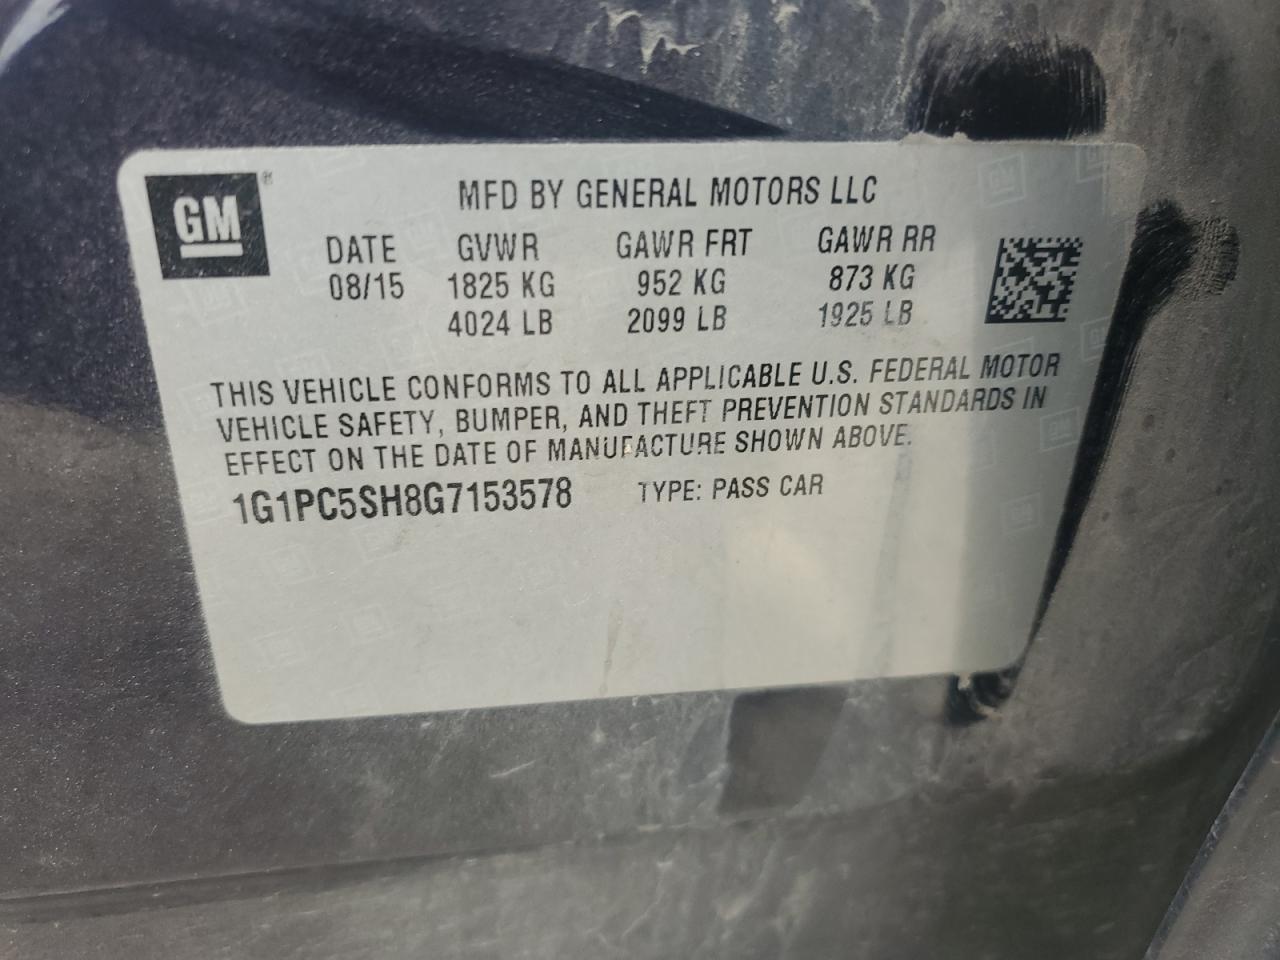 GM ®
MFD BY GENERAL MOTORS LLC
DATE GVWR GAWR FRT GAWR RR
08/15 1825 KG 952 KG 873 KG
4024 LB 2099 LB 1925 LB
THIS VEHICLE CONFORMS TO ALL APPLICABLE U.S. FEDERAL MOTOR
VEHICLE SAFETY, BUMPER, AND THEFT PREVENTION STANDARDS IN
EFFECT ON THE DATE OF MANUFACTURE SHOWN ABOVE.
1G1PC5SH8G7153578 TYPE: PASS CAR